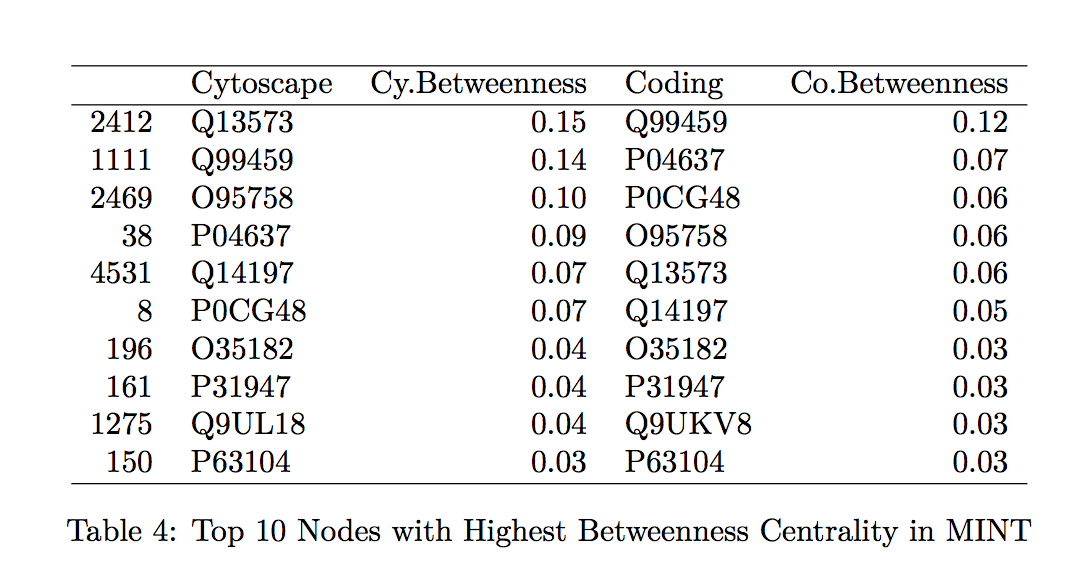 Cytoscape Cy.Betweenness Coding Co.Betweenness
2412 Q13573 0.15 Q99459 0.12
1111 Q99459 0.14 P04637 0.07
2469 O95758 0.10 P0CG48 0.06
38 P04637 0.09 O95758 0.06
4531 Q14197 0.07 Q13573 0.06
8 P0CG48 0.07 Q14197 0.05
196 O35182 0.04 O35182 0.03
161 P31947 0.04 P31947 0.03
1275 Q9UL18 0.04 Q9UKV8 0.03
150 P63104 0.03 P63104 0.03
Table 4: Top 10 Nodes with Highest Betweenness Centrality in MINT